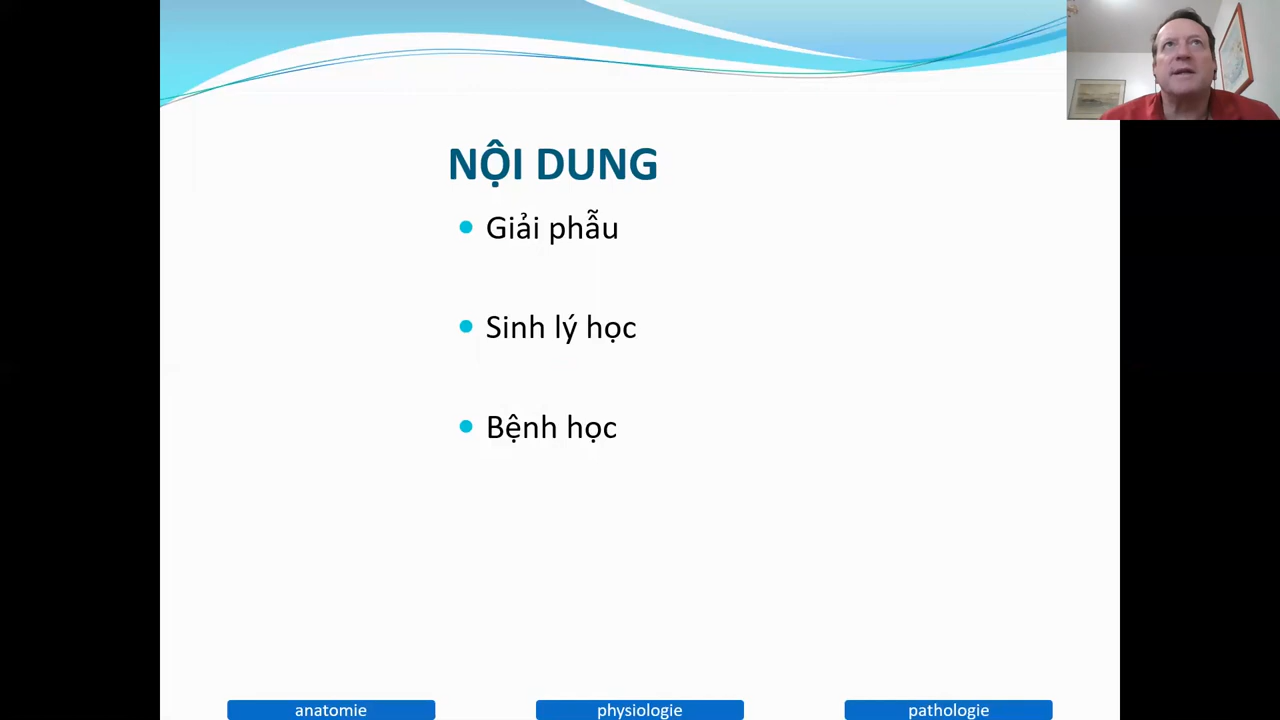 NỘI DUNG
Giải phẫu
Sinh lý học
Bệnh học
anatomie
physiologie
pathologie